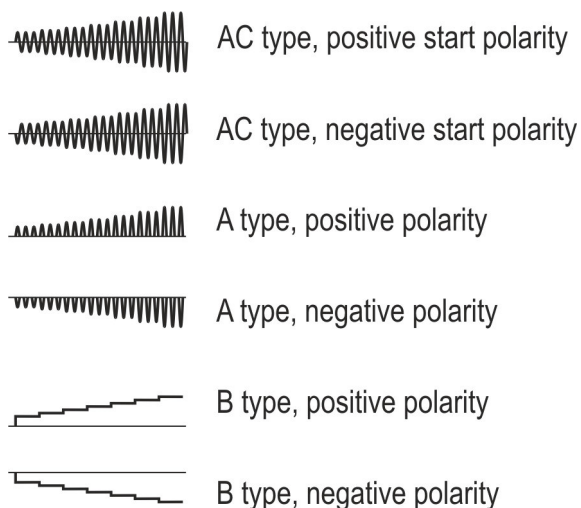 AC type, positive start polarity
AC type, negative start polarity
A type, positive polarity
A type, negative polarity
B type, positive polarity
B type, negative polarity